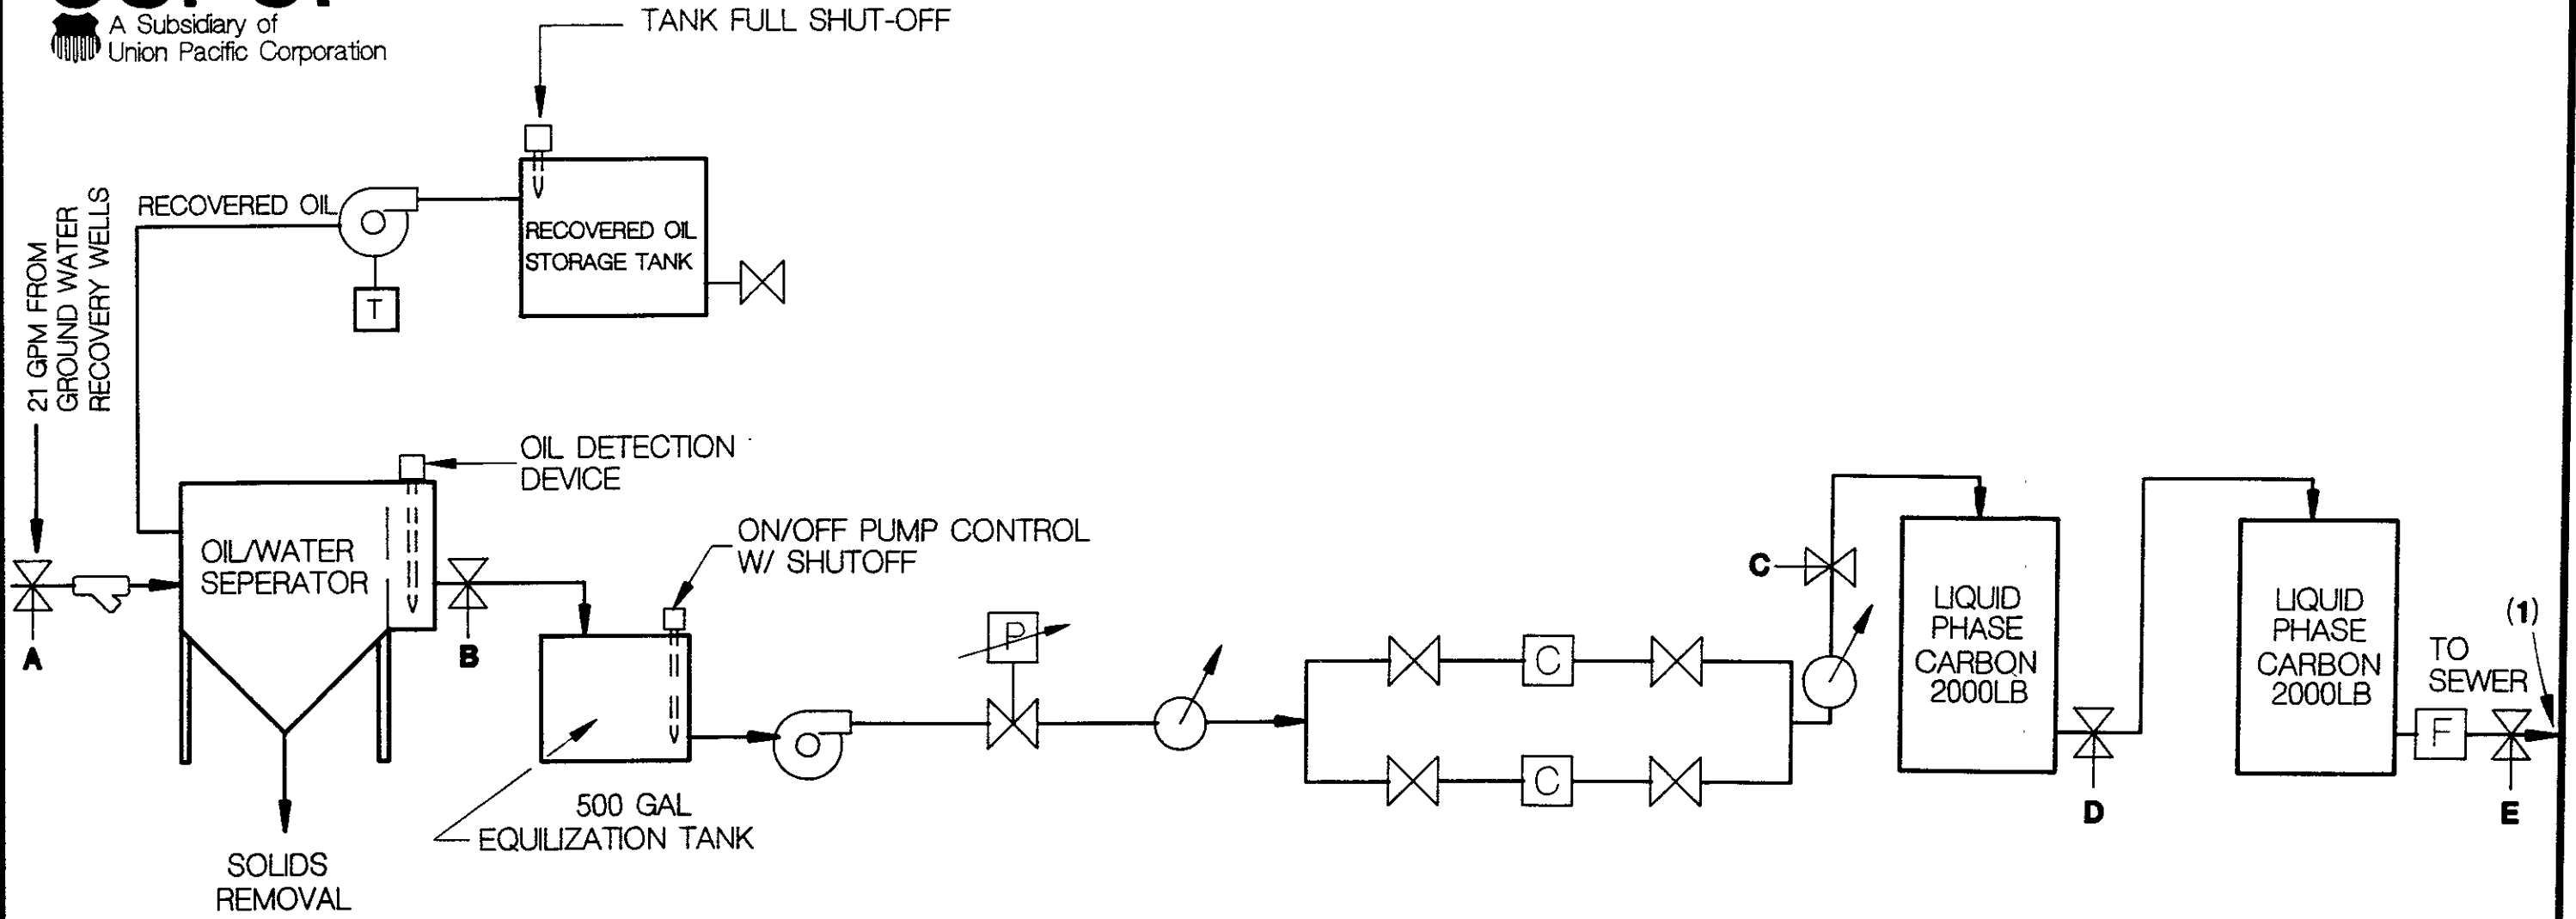 A Subsidiary of
Union Pacific Corporation
TANK FULL SHUT-OFF
RECOVERED OIL
RECOVERED OIL
STORAGE TANK
T
21 GPM FROM
GROUND WATER
RECOVERY WELLS
OIL DETECTION
DEVICE
OIL/WATER
SEPERATOR
A
B
ON/OFF PUMP CONTROL
W/ SHUTOFF
P
500 GAL
EQUILIZATION TANK
SOLIDS
REMOVAL
C
C
C
LIQUID
PHASE
CARBON
2000LB
D
LIQUID
PHASE
CARBON
2000LB
TO
SEWER
(1)
F
E